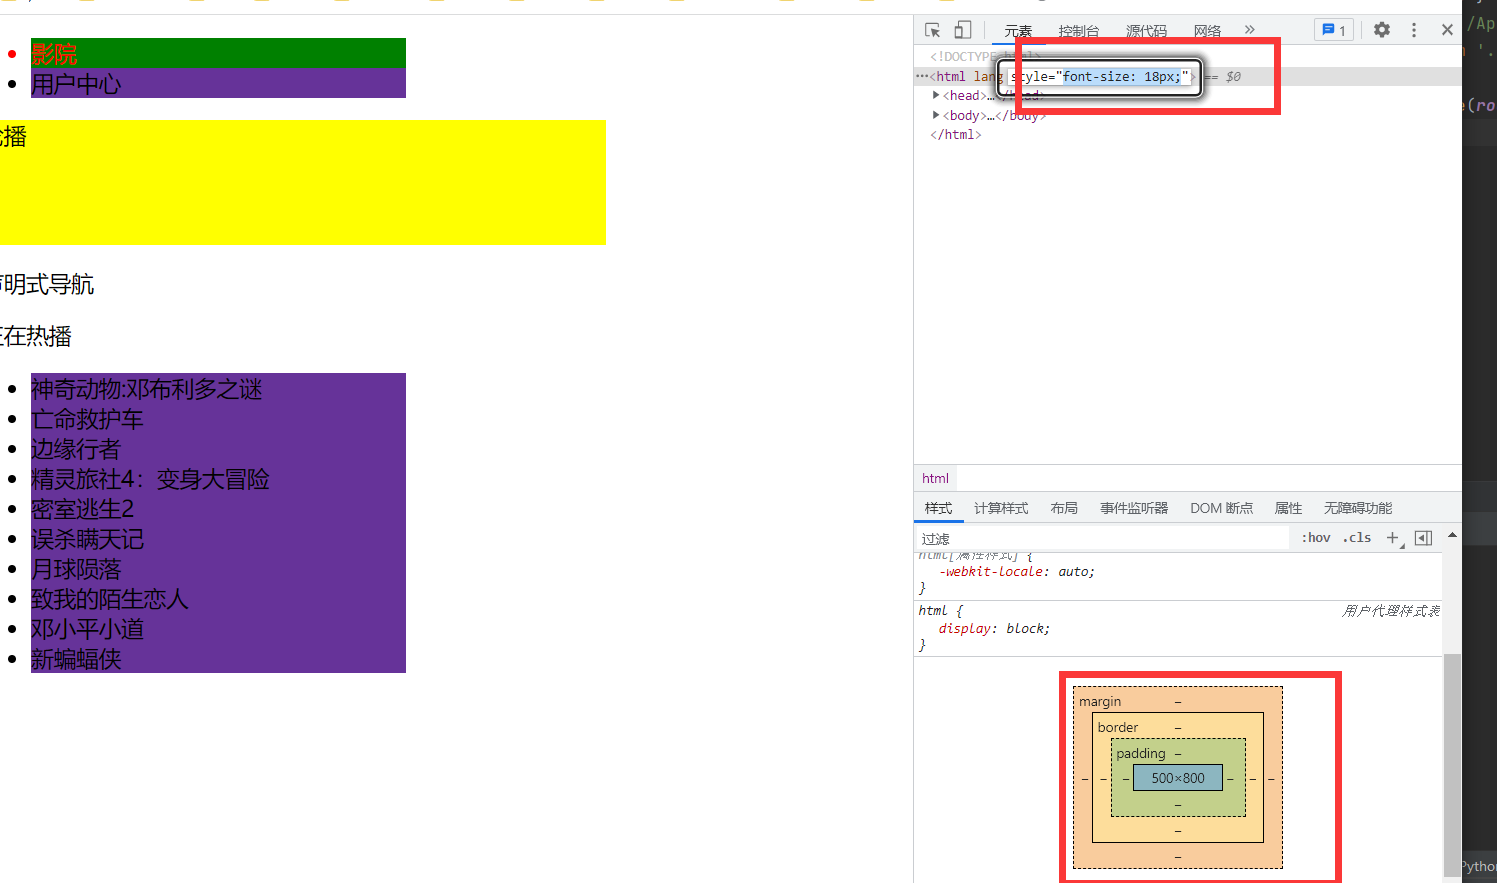 影院
用户中心
播
明式导航
在热播
神奇动物:邓布利多之谜
亡命救护车
边缘行者
精灵旅社4：变身大冒险
密室逃生2
误杀瞒天记
月球陨落
致我的陌生恋人
邓小平小道
新蝙蝠侠
元素 控制台 源代码 网络 » 1
<!DOCTYPE html>
…<html lang style="font-size: 18px;"> == $0
<head>…</head>
<body>…</body>
</html>
html
样式 计算样式 布局 事件监听器 DOM 断点 属性 无障碍功能
过滤 :hov .cls +
html[属性样式] {
-webkit-locale: auto;
}
html { 用户代理样式表
display: block;
}
margin –
border –
padding –
– – – 500×800 – – –
–
–
–
/Ap
'.
(ro
Pytho